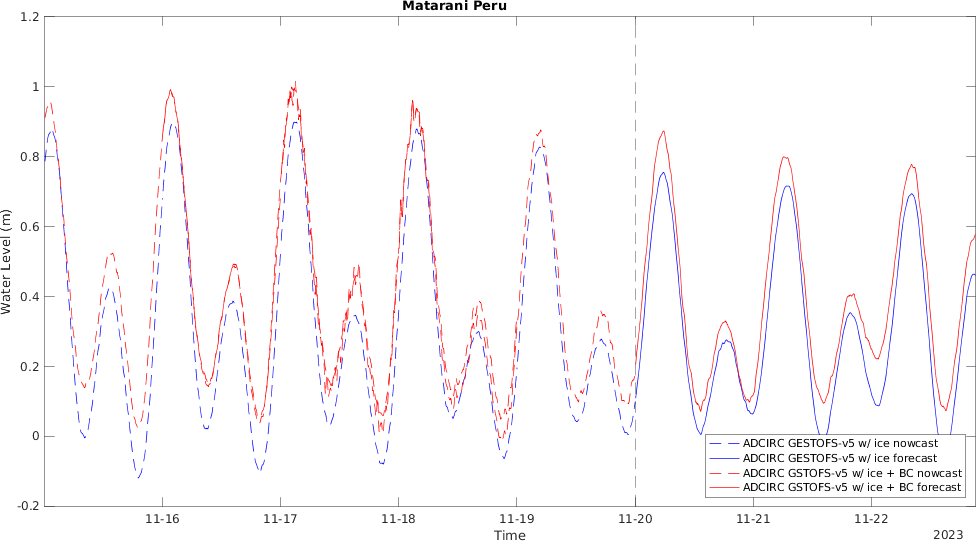 Matarani Peru
1.2
1
0.8
0.6
0.4
0.2
0
-0.2
Water Level (m)
11-16
11-17
11-18
11-19
11-20
11-21
11-22
Time
2023
ADCIRC GESTOFS-v5 w/ ice nowcast
ADCIRC GESTOFS-v5 w/ ice forecast
ADCIRC GSTOFS-v5 w/ ice + BC nowcast
ADCIRC GSTOFS-v5 w/ ice + BC forecast